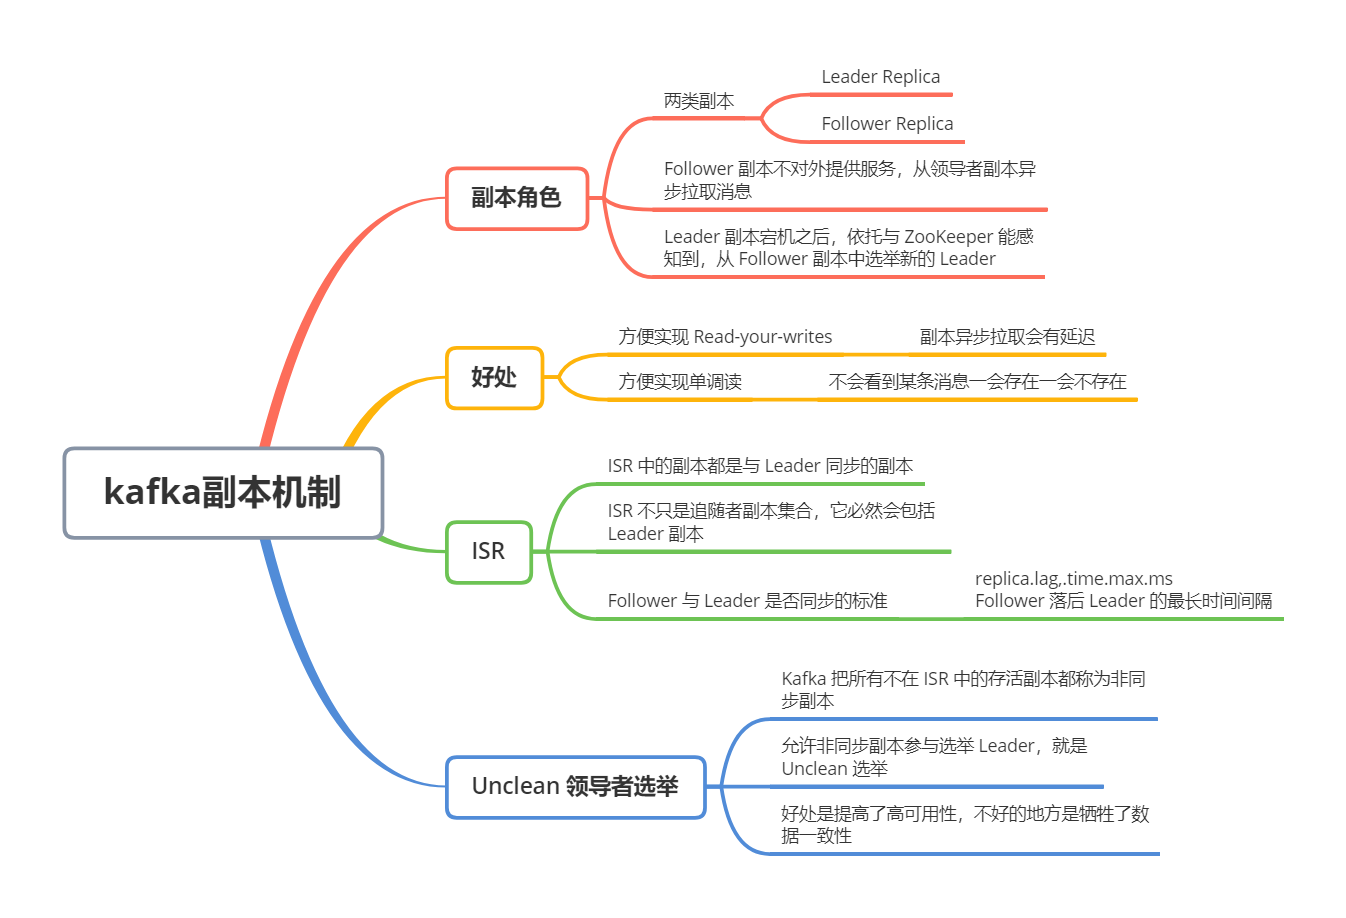 kafka副本机制
副本角色
两类副本
Leader Replica
Follower Replica
Follower 副本不对外提供服务，从领导者副本异
步拉取消息
Leader 副本宕机之后，依托与 ZooKeeper 能感
知到，从 Follower 副本中选举新的 Leader
好处
方便实现 Read-your-writes
副本异步拉取会有延迟
方便实现单调读
不会看到某条消息一会存在一会不存在
ISR
ISR 中的副本都是与 Leader 同步的副本
ISR 不只是追随者副本集合，它必然会包括
Leader 副本
Follower 与 Leader 是否同步的标准
replica.lag,.time.max.ms
Follower 落后 Leader 的最长时间间隔
Unclean 领导者选举
Kafka 把所有不在 ISR 中的存活副本都称为非同
步副本
允许非同步副本参与选举 Leader，就是
Unclean 选举
好处是提高了高可用性，不好的地方是牺牲了数
据一致性